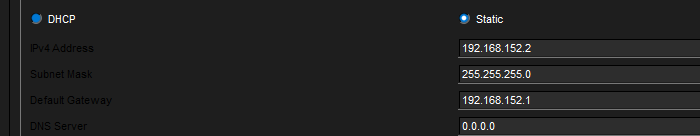 DHCP Static
IPv4 Address 192.168.152.2
Subnet Mask 255.255.255.0
Default Gateway 192.168.152.1
DNS Server 0.0.0.0